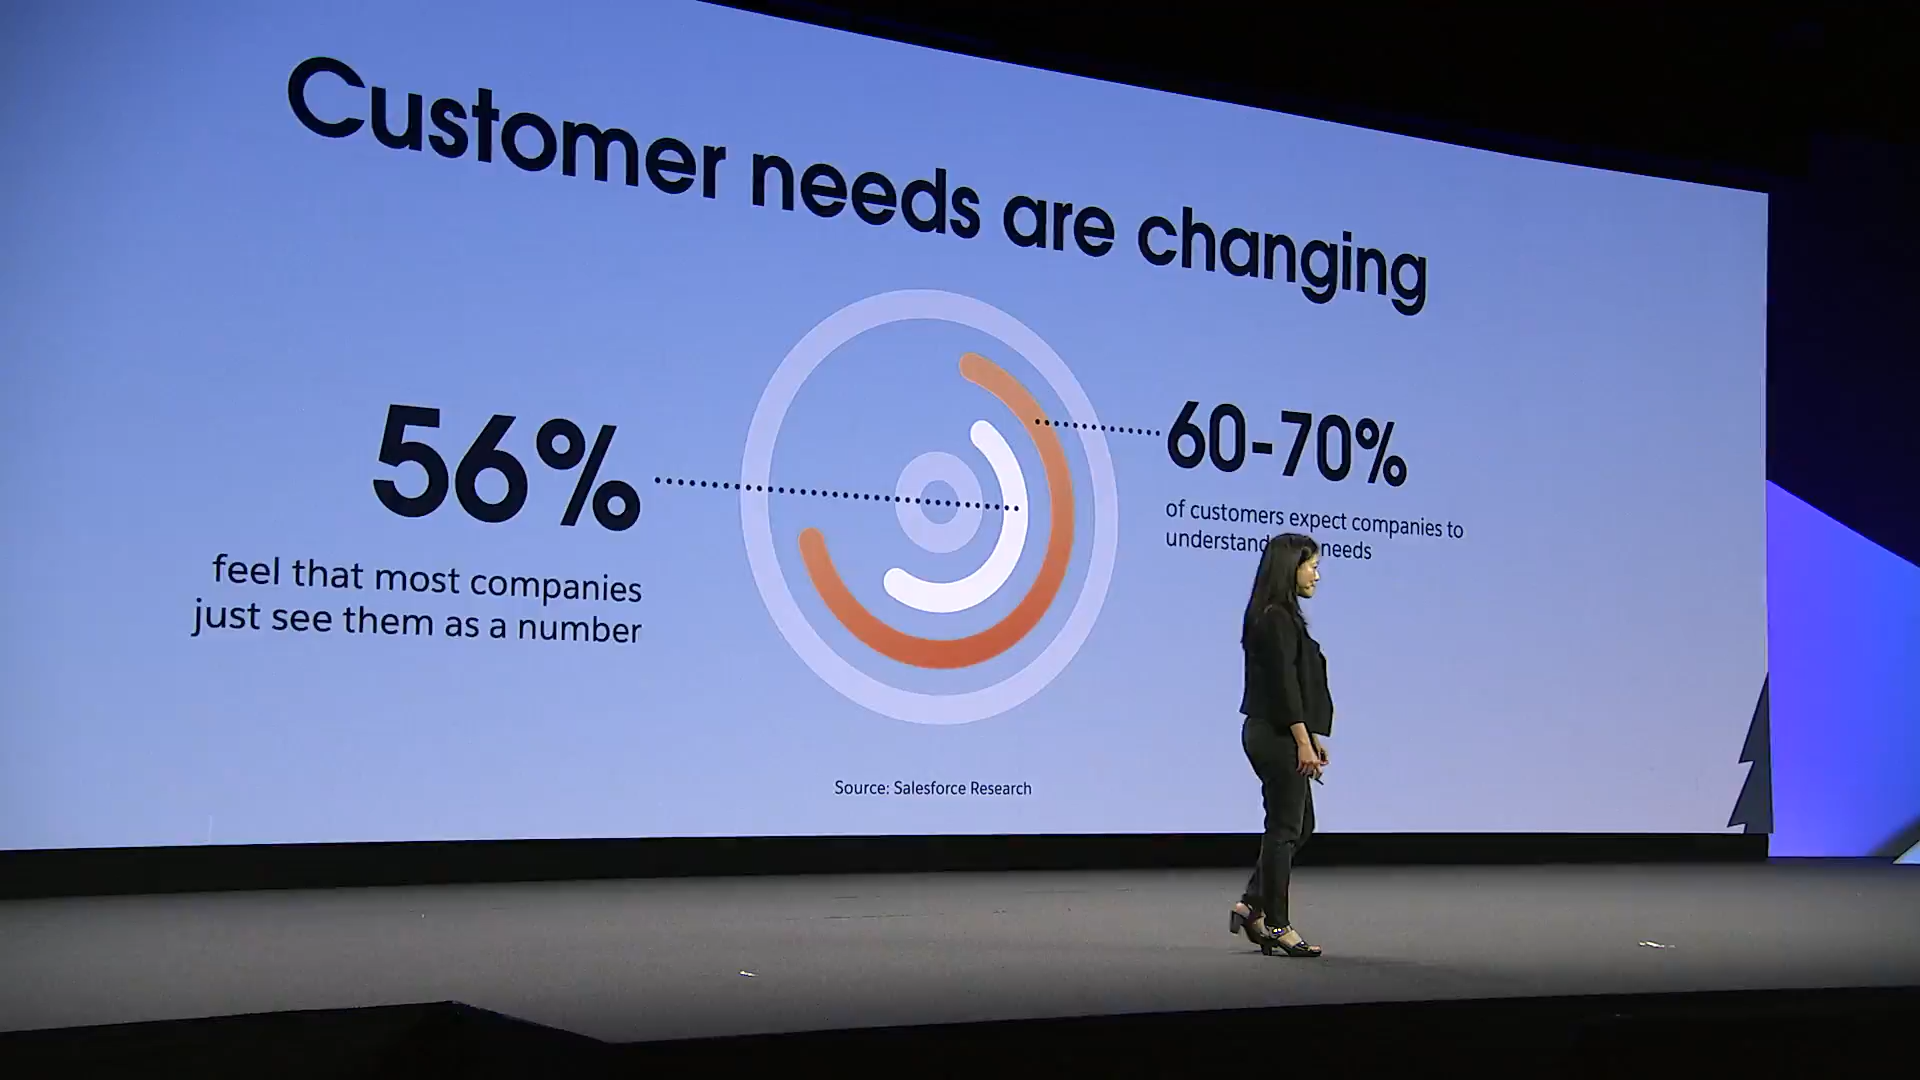 Customer needs are changing
56%
feel that most companies
just see them as a number
60-70%
of customers expect companies to
understand needs
Source: Salesforce Research